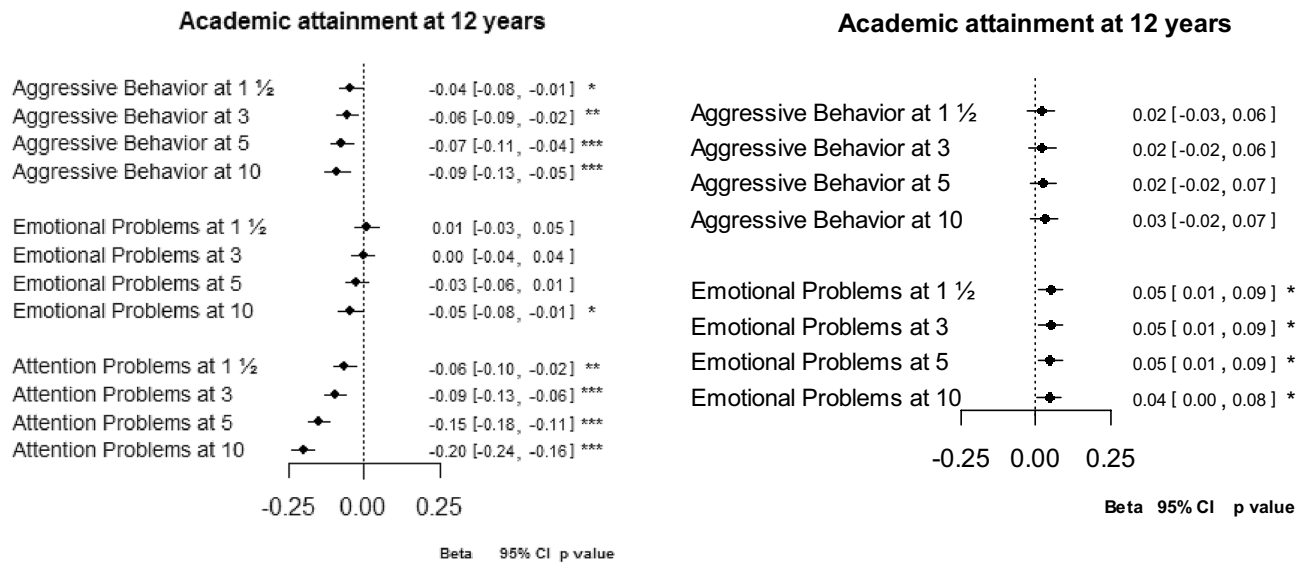 Academic attainment at 12 years
Aggressive Behavior at 1 ½ -0.04 [-0.08, -0.01] *
Aggressive Behavior at 3 -0.06 [-0.09, -0.02] **
Aggressive Behavior at 5 -0.07 [-0.11, -0.04] ***
Aggressive Behavior at 10 -0.09 [-0.13, -0.05] ***
Emotional Problems at 1 ½ 0.01 [-0.03, 0.05]
Emotional Problems at 3 0.00 [-0.04, 0.04]
Emotional Problems at 5 -0.03 [-0.06, 0.01]
Emotional Problems at 10 -0.05 [-0.08, -0.01] *
Attention Problems at 1 ½ -0.06 [-0.10, -0.02] **
Attention Problems at 3 -0.09 [-0.13, -0.06] ***
Attention Problems at 5 -0.15 [-0.18, -0.11] ***
Attention Problems at 10 -0.20 [-0.24, -0.16] ***
-0.25 0.00 0.25
Beta 95% CI p value
Academic attainment at 12 years
Aggressive Behavior at 1 ½ 0.02 [-0.03, 0.06]
Aggressive Behavior at 3 0.02 [-0.02, 0.06]
Aggressive Behavior at 5 0.02 [-0.02, 0.07]
Aggressive Behavior at 10 0.03 [-0.02, 0.07]
Emotional Problems at 1 ½ 0.05 [ 0.01 , 0.09 ] *
Emotional Problems at 3 0.05 [ 0.01 , 0.09 ] *
Emotional Problems at 5 0.05 [ 0.01 , 0.09 ] *
Emotional Problems at 10 0.04 [ 0.00 , 0.08 ] *
-0.25 0.00 0.25
Beta 95% CI p value